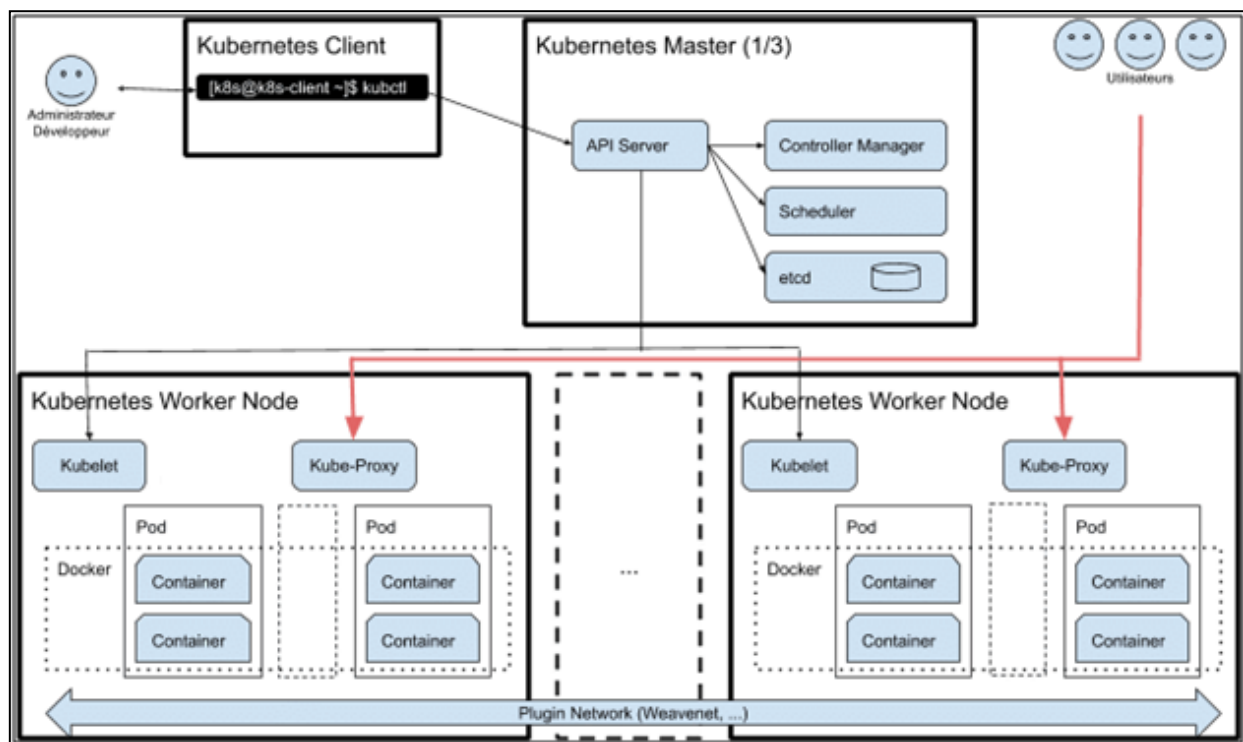 Kubernetes Client
[k8s@k8s-client ~]$ kubctl
Administrateur
Développeur
Kubernetes Master (1/3)
API Server
Controller Manager
Scheduler
etcd
Utilisateurs
Kubernetes Worker Node
Kubelet
Kube-Proxy
Pod
Pod
Docker
Container
Container
Container
Container
...
Kubernetes Worker Node
Kubelet
Kube-Proxy
Pod
Pod
Docker
Container
Container
Container
Container
Plugin Network (Weavenet, ...)